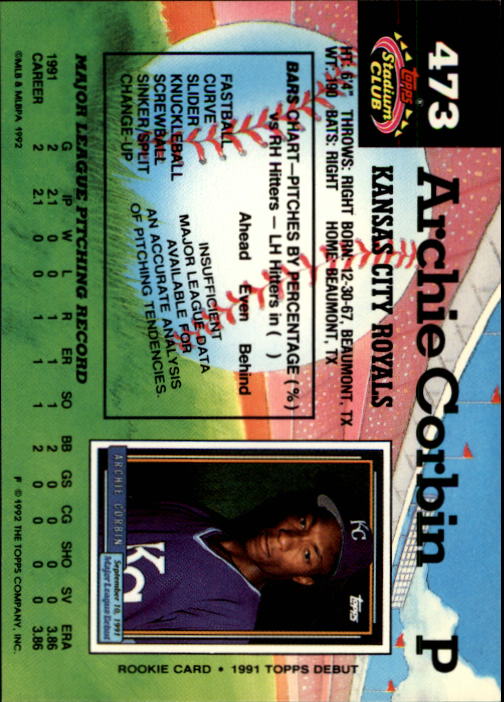 473
Topps
Stadium
CLUB
Archie Corbin P
KANSAS CITY ROYALS
HT: 6'4" THROWS: RIGHT BORN: 12-30-67, BEAUMONT, TX
WT: 190 BATS: RIGHT HOME: BEAUMONT, TX
BARS CHART—PITCHES BY PERCENTAGE (%)
vs RH Hitters — LH Hitters in ( )
Ahead Even Behind
FASTBALL
CURVE
SLIDER
KNUCKLEBALL
SCREWBALL
SINKER/SPLIT
CHANGE-UP
INSUFFICIENT
MAJOR LEAGUE DATA
AVAILABLE FOR
AN ACCURATE ANALYSIS
OF PITCHING TENDENCIES.
KC
TOPPS
KC
ARCHIE CORBIN
September 10, 1991
Major League Debut
ROOKIE CARD • 1991 TOPPS DEBUT
MAJOR LEAGUE PITCHING RECORD
G IP W L R ER SO BB GS CG SHO SV ERA
1991 2 2.1 0 0 1 1 1 2 0 0 0 0 3.86
CAREER 2 2.1 0 0 1 1 1 2 0 0 0 0 3.86
©MLB & MLBPA 1992
P © 1992 THE TOPPS COMPANY, INC.